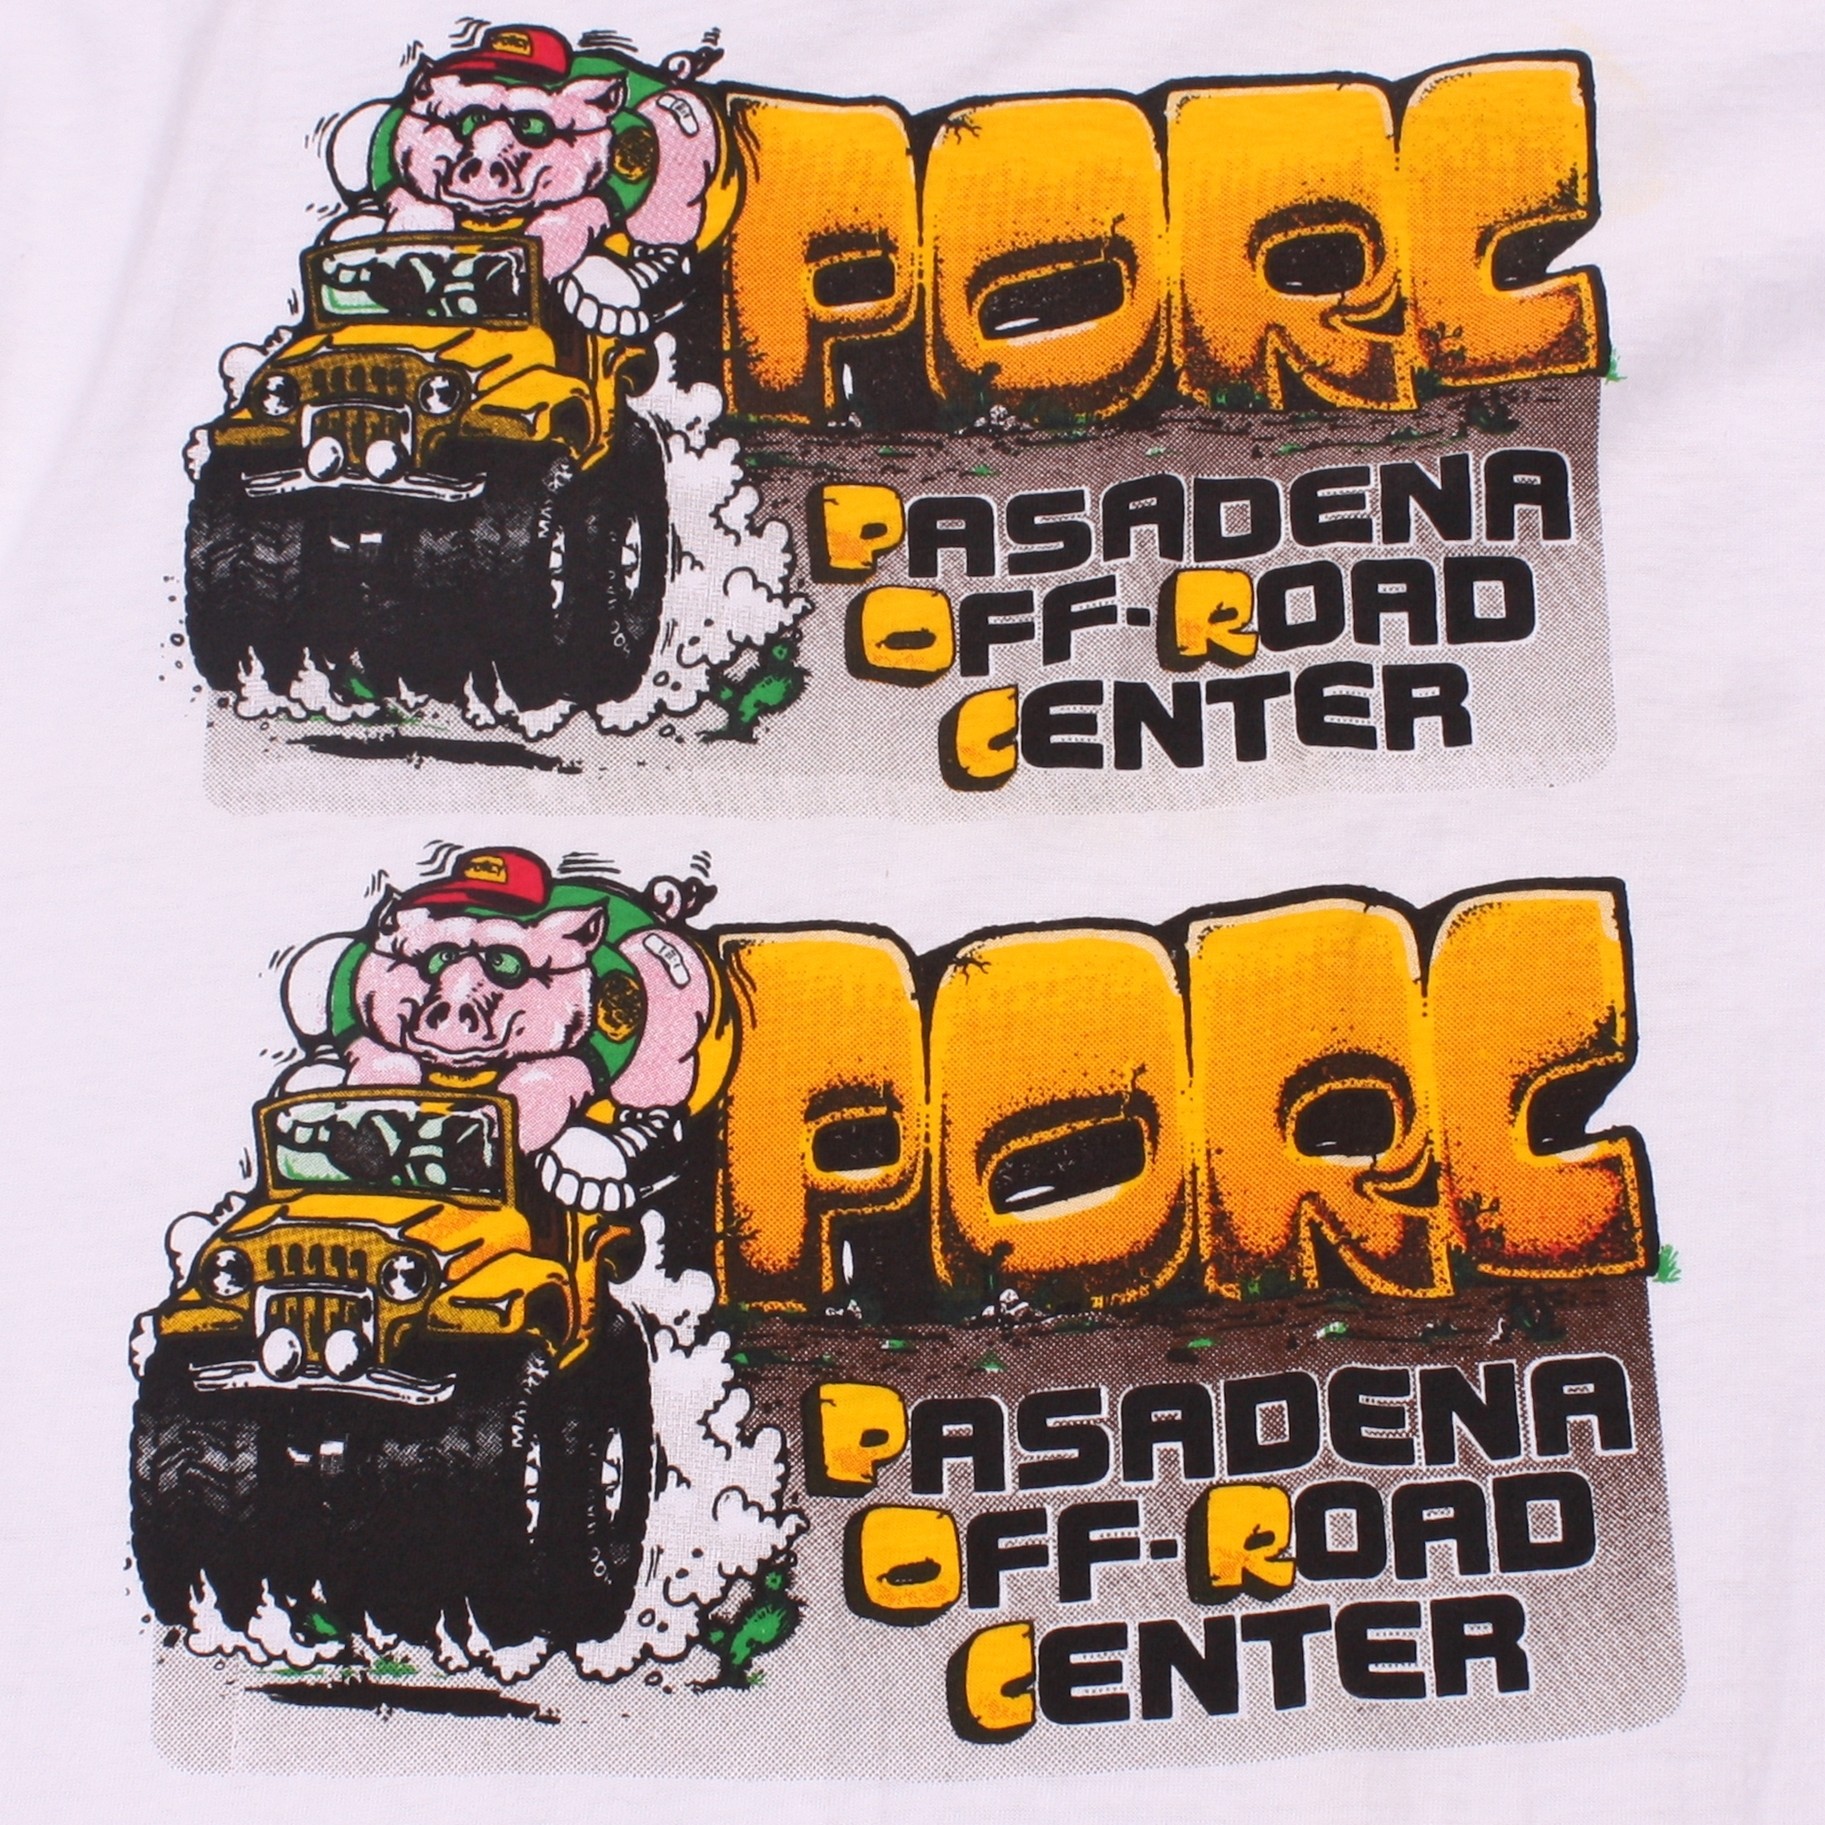 PORC
PASADENA
OFF-ROAD
CENTER
PORC
PASADENA
OFF-ROAD
CENTER